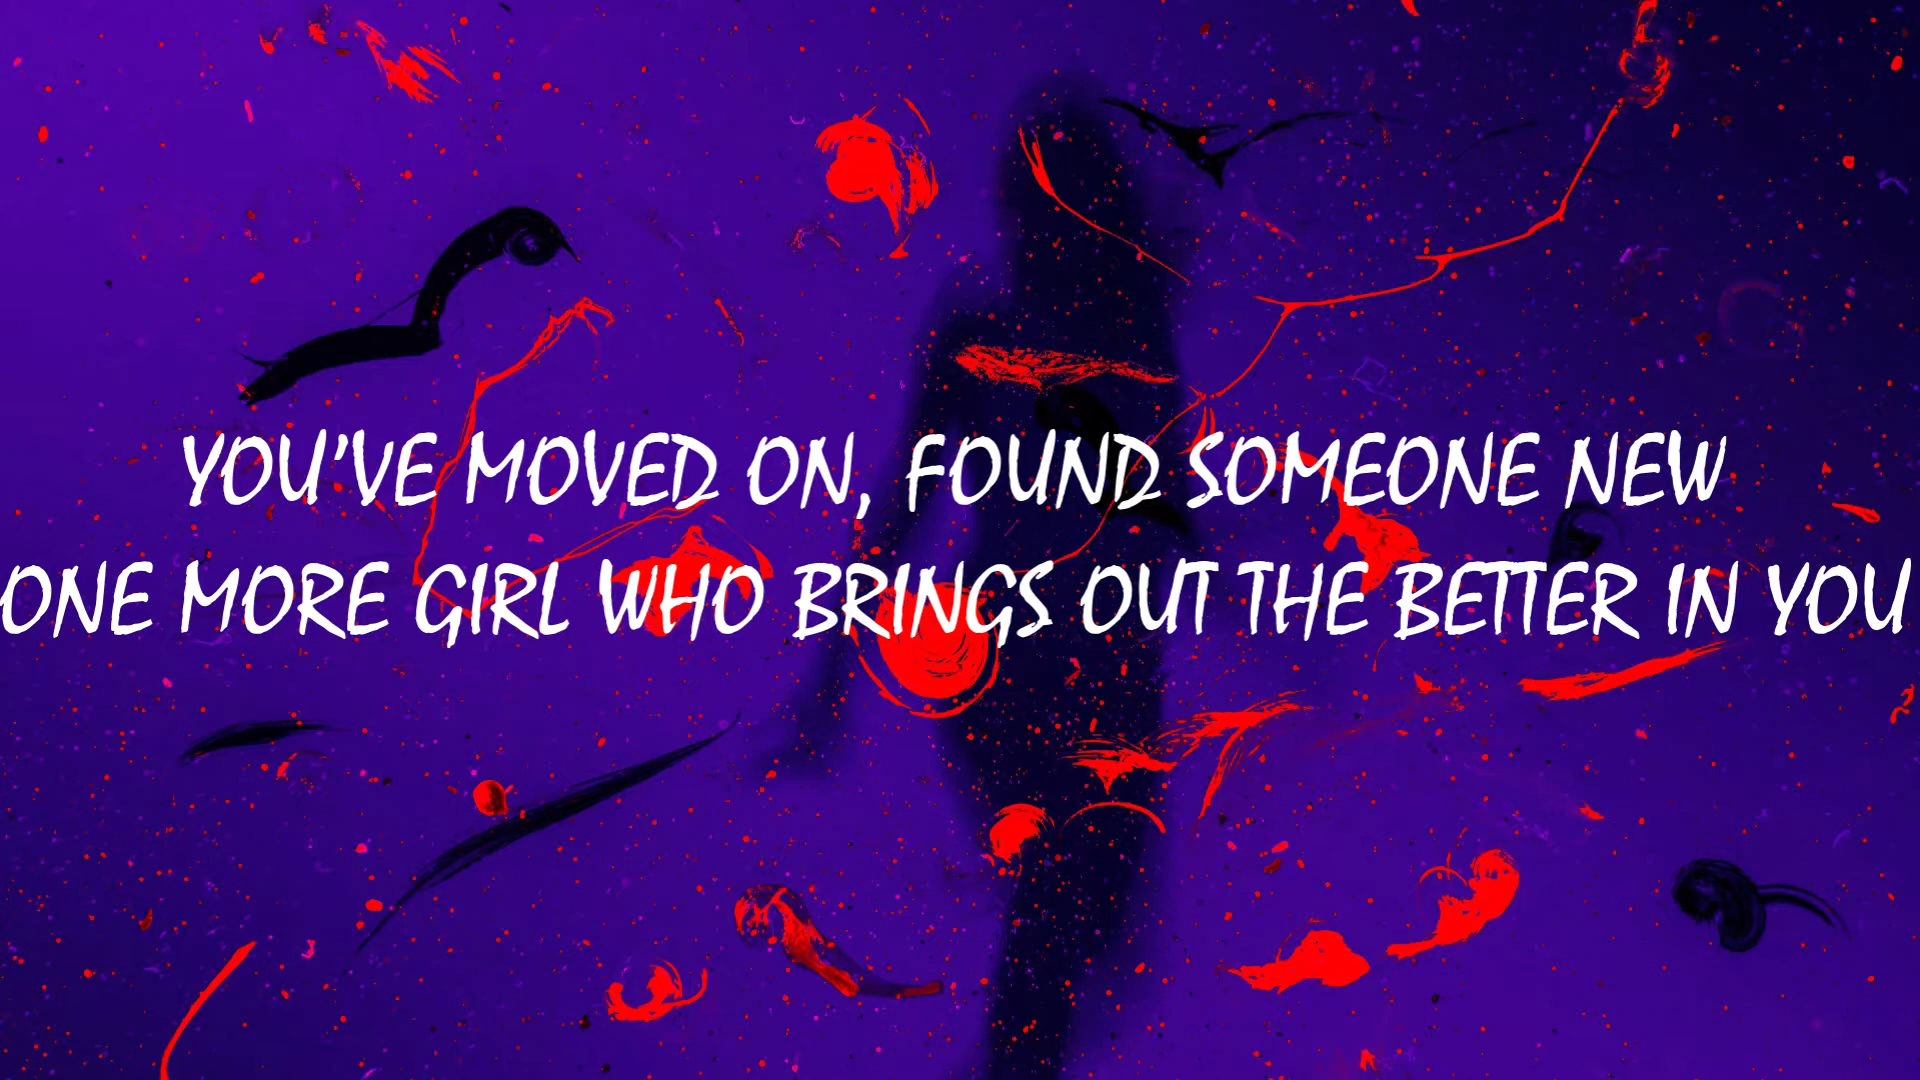 YOU'VE MOVED ON, FOUND SOMEONE NEW
ONE MORE GIRL WHO BRINGS OUT THE BETTER IN YOU